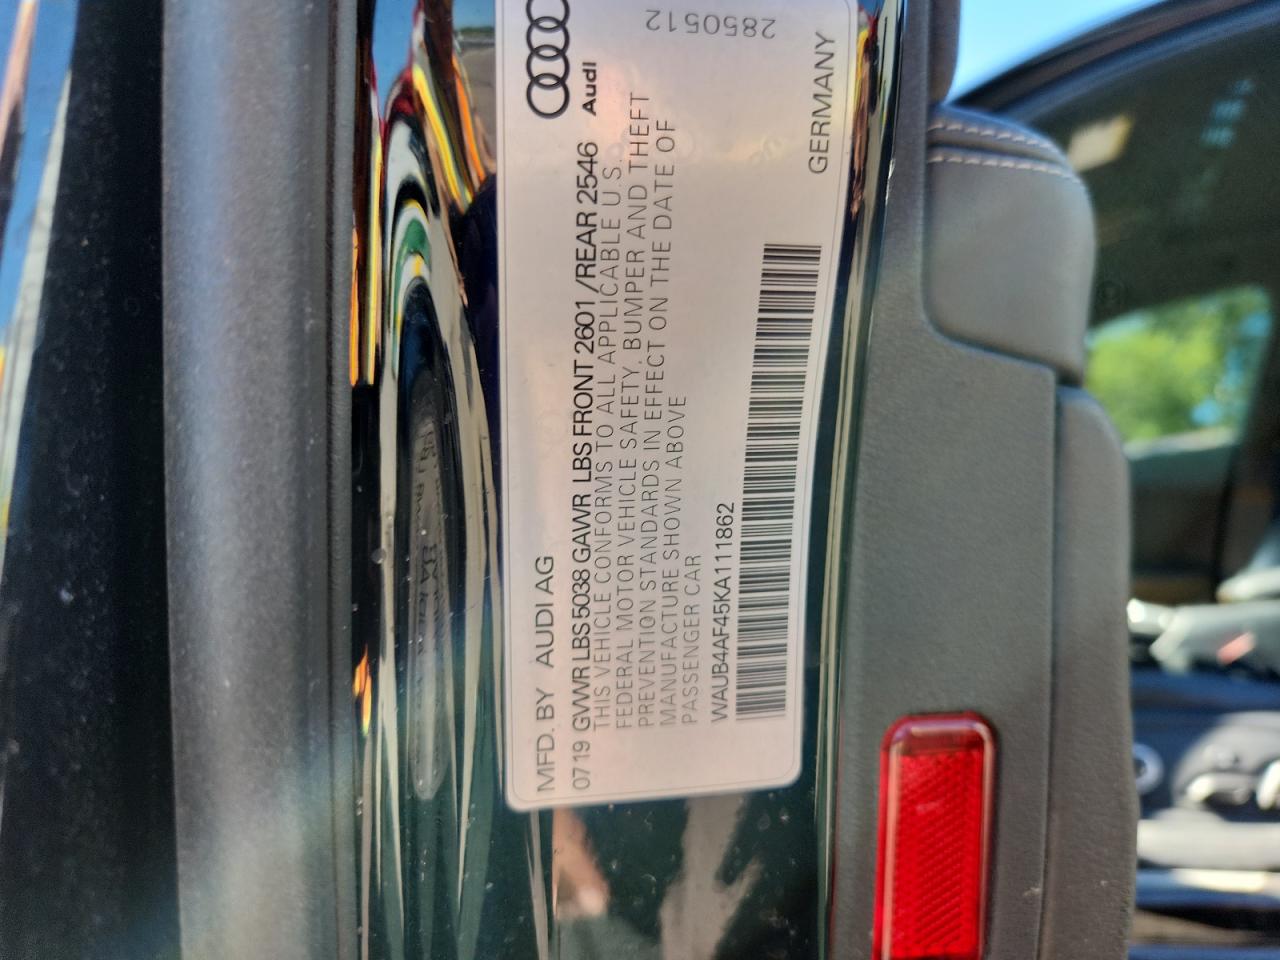 MFD. BY AUDI AG
Audi
0719 GVWR LBS 5038 GAWR LBS FRONT 2601 /REAR 2546
THIS VEHICLE CONFORMS TO ALL APPLICABLE U.S.
FEDERAL MOTOR VEHICLE SAFETY, BUMPER AND THEFT
PREVENTION STANDARDS IN EFFECT ON THE DATE OF
MANUFACTURE SHOWN ABOVE
PASSENGER CAR
WAUB4AF45KA111862
GERMANY
2850512